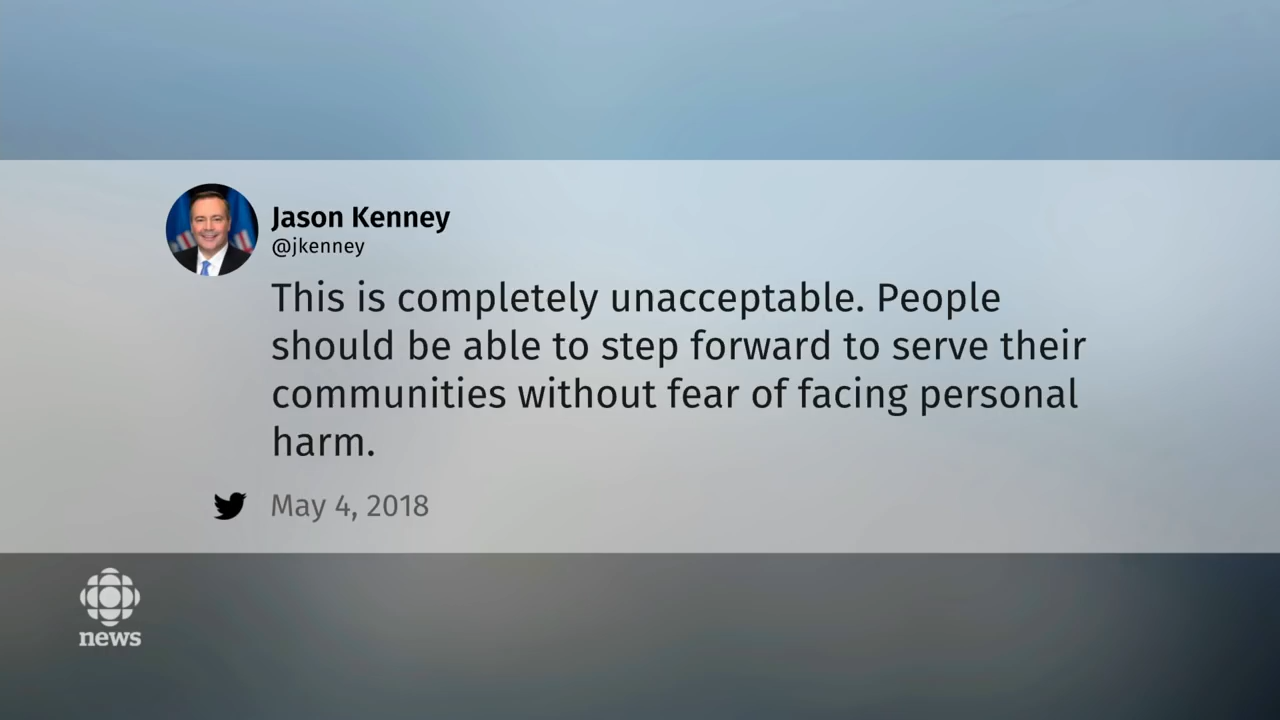 Jason Kenney
@jkenney
This is completely unacceptable. People
should be able to step forward to serve their
communities without fear of facing personal
harm.
May 4, 2018
news